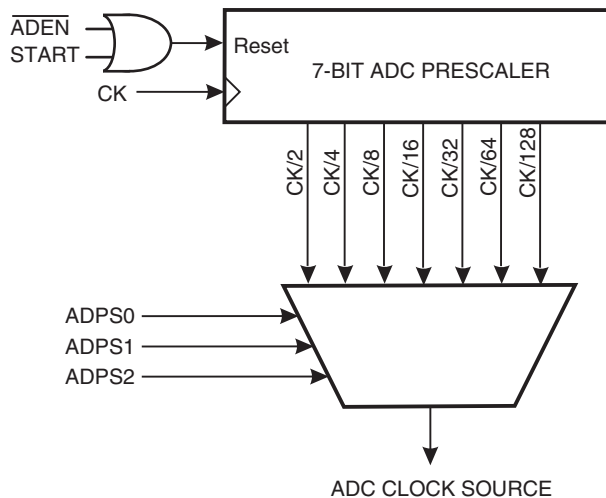 ADEN
START
Reset
7-BIT ADC PRESCALER
CK
CK/2
CK/4
CK/8
CK/16
CK/32
CK/64
CK/128
ADPS0
ADPS1
ADPS2
ADC CLOCK SOURCE